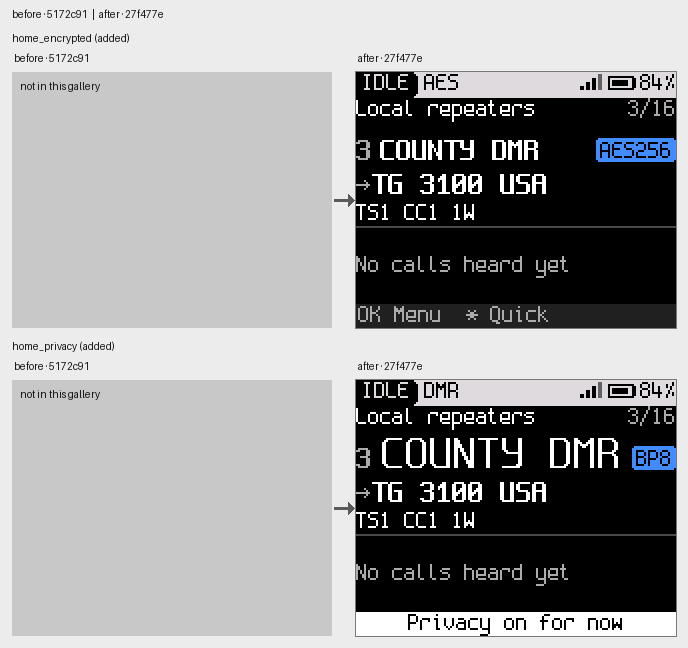 before · 5172c91 | after · 27f477e
home_encrypted (added)
before · 5172c91
after · 27f477e
not in this gallery
IDLE AES 84%
Local repeaters 3/16
3 COUNTY DMR AES256
→TG 3100 USA
TS1 CC1 1W
No calls heard yet
OK Menu * Quick
home_privacy (added)
before · 5172c91
after · 27f477e
not in this gallery
IDLE DMR 84%
Local repeaters 3/16
3 COUNTY DMR BP8
→TG 3100 USA
TS1 CC1 1W
No calls heard yet
Privacy on for now